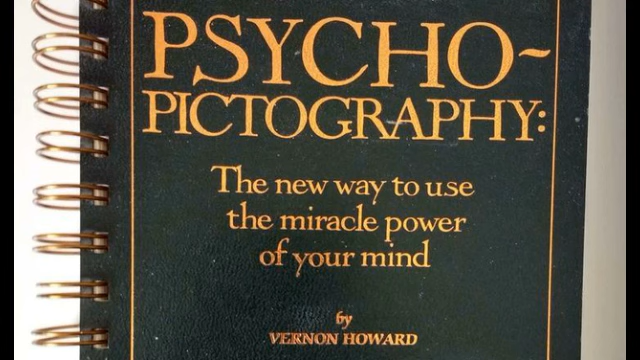 PSYCHO~
PICTOGRAPHY:
The new way to use
the miracle power
of your mind
by
VERNON HOWARD